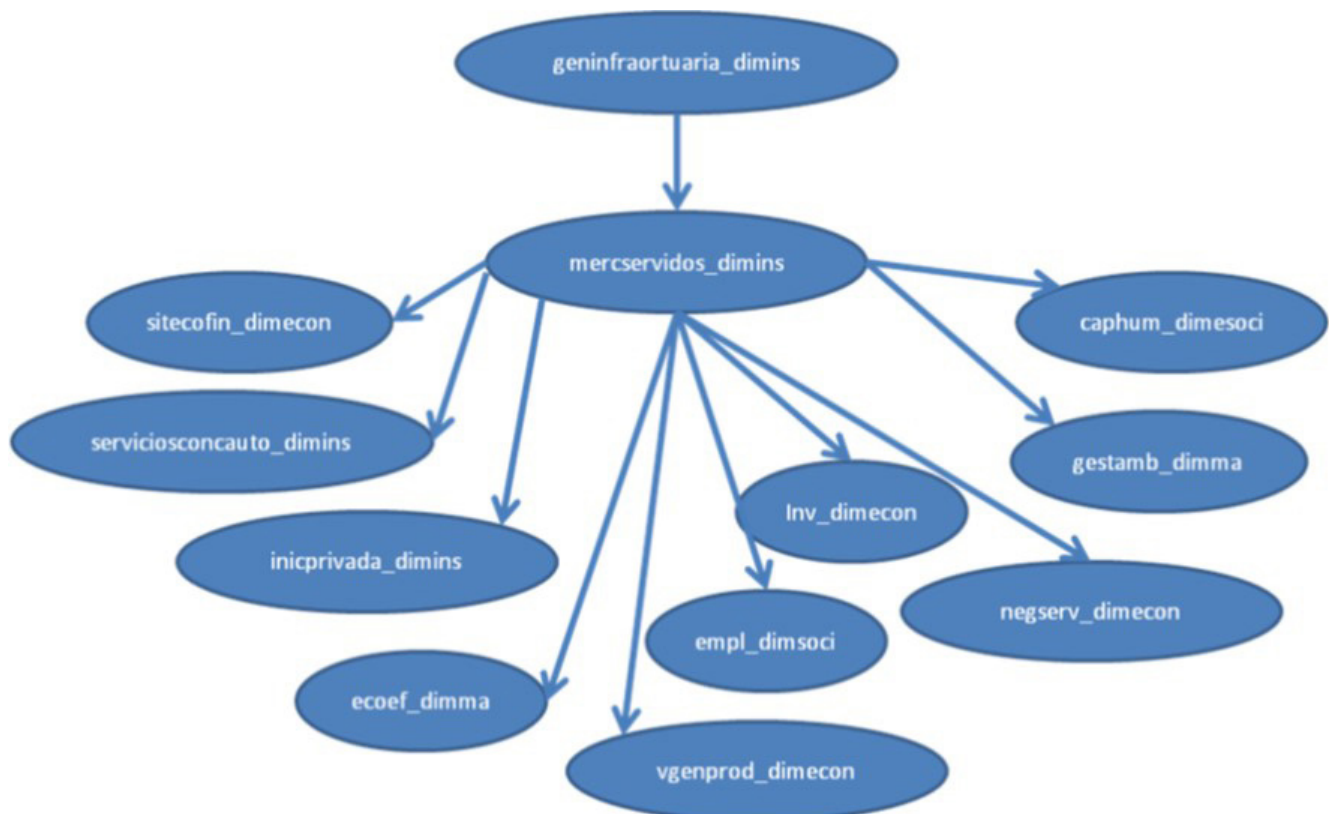 geninfraortuaria_dimins
mercservidos_dimins
sitecofin_dimecon
caphum_dimesoci
serviciosconcauto_dimins
gestamb_dimma
Inv_dimecon
inicprivada_dimins
negserv_dimecon
empl_dimsoci
ecoef_dimma
vgenprod_dimecon